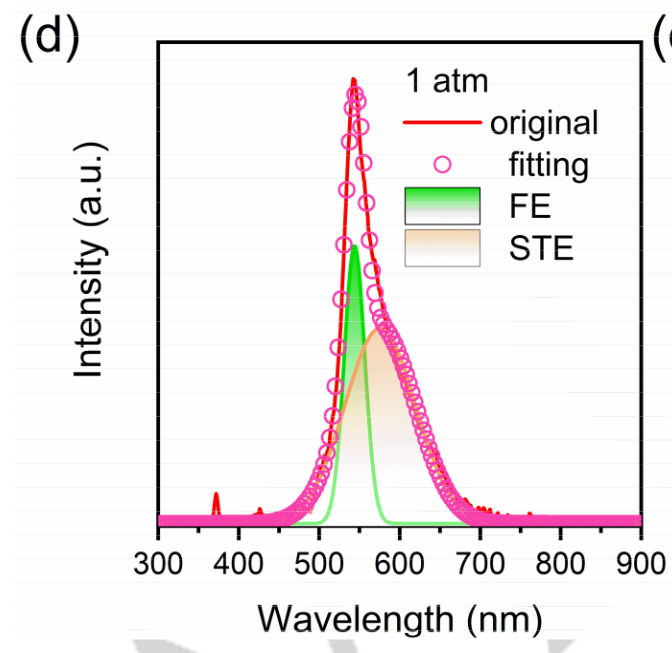 (d)
1 atm
original
fitting
FE
STE
Intensity (a.u.)
300 400 500 600 700 800 900
Wavelength (nm)